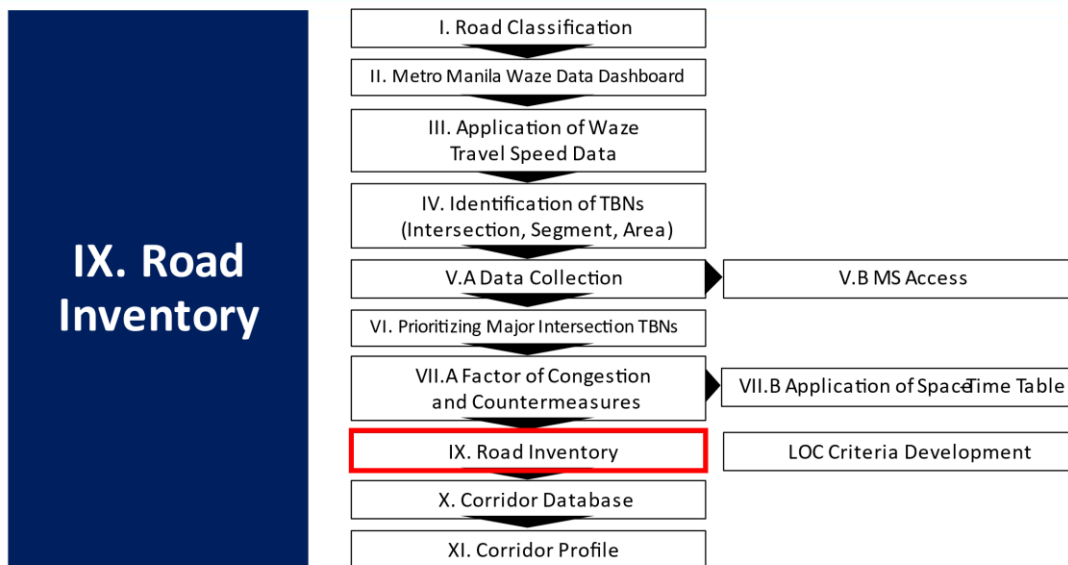 IX. Road
Inventory
I. Road Classification
II. Metro Manila Waze Data Dashboard
III. Application of Waze
Travel Speed Data
IV. Identification of TBNs
(Intersection, Segment, Area)
V.A Data Collection
V.B MS Access
VI. Prioritizing Major Intersection TBNs
VII.A Factor of Congestion
and Countermeasures
VII.B Application of Space-Time Table
IX. Road Inventory
LOC Criteria Development
X. Corridor Database
XI. Corridor Profile